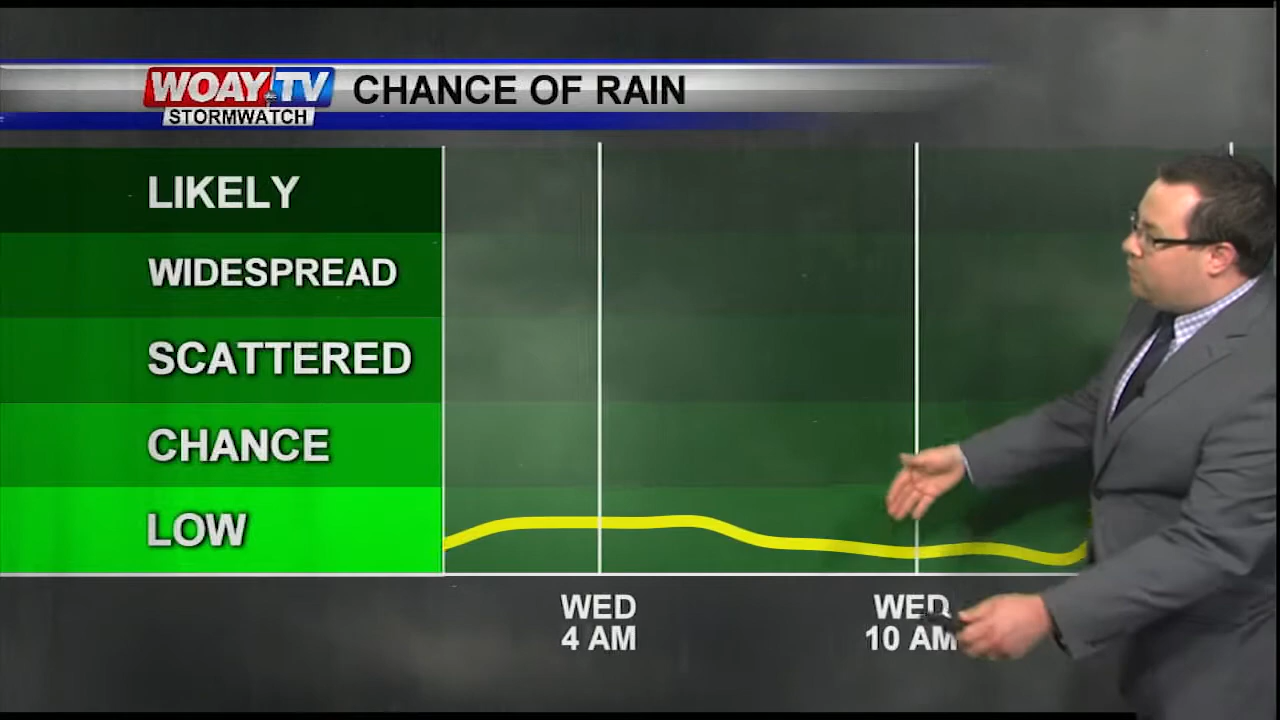 WOAY TV
STORMWATCH
CHANCE OF RAIN
LIKELY
WIDESPREAD
SCATTERED
CHANCE
LOW
WED
4 AM
WED
10 AM